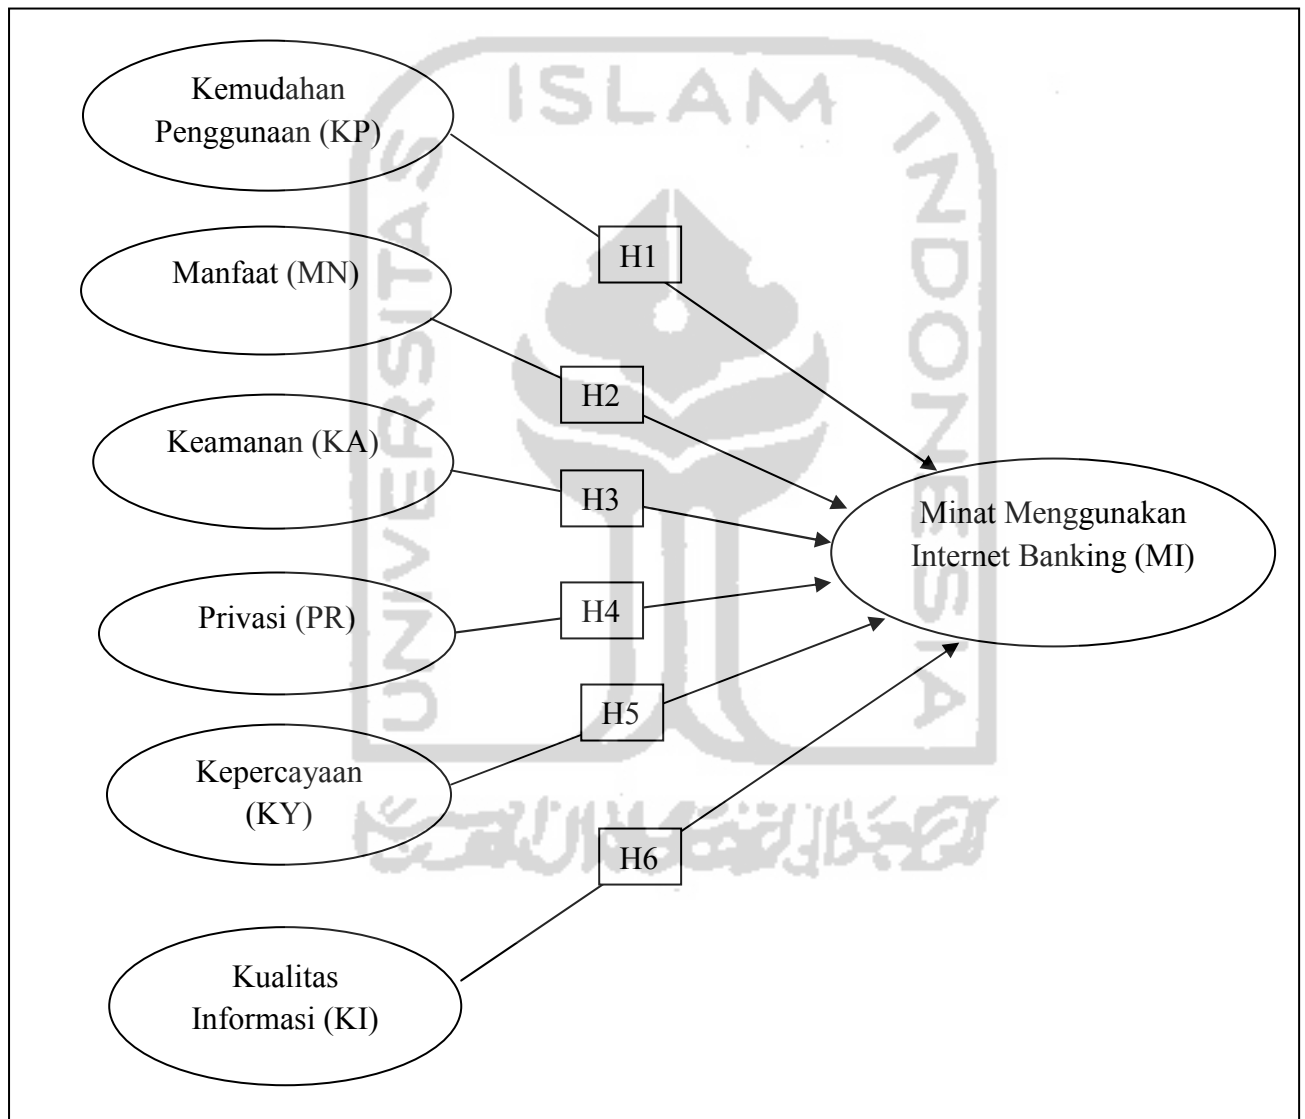 ISLAM
UNIVERSITAS
INDONESIA
Kemudahan
Penggunaan (KP)
H1
Manfaat (MN)
H2
Keamanan (KA)
H3
Minat Menggunakan
Internet Banking (MI)
Privasi (PR)
H4
H5
Kepercayaan
(KY)
H6
Kualitas
Informasi (KI)